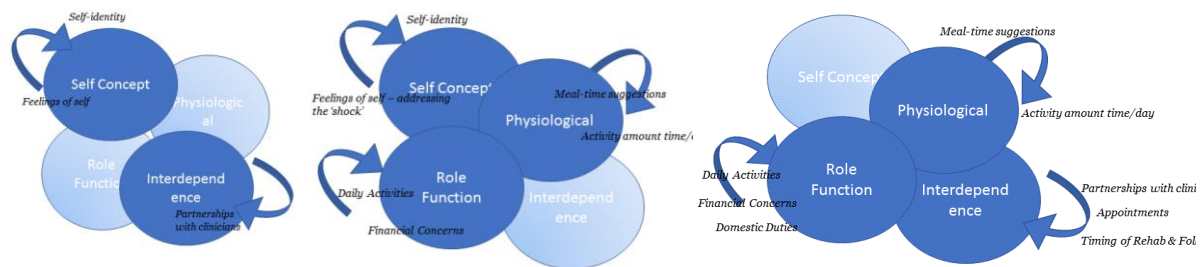 Self-identity
Self Concept
Feelings of self
Physiologic
al
Role
Function
Interdepend
ence
Partnerships
with clinicians
Self-identity
Self Concept
Feelings of self – addressing
the 'shock'
Meal-time suggestions
Physiological
Activity amount time/
Role
Function
Daily Activities
Financial Concerns
Interdepend
ence
Meal-time suggestions
Self Concept
Physiological
Activity amount time/day
Role
Function
Daily Activities
Financial Concerns
Domestic Duties
Interdepend
ence
Partnerships with clini
Appointments
Timing of Rehab & Fol